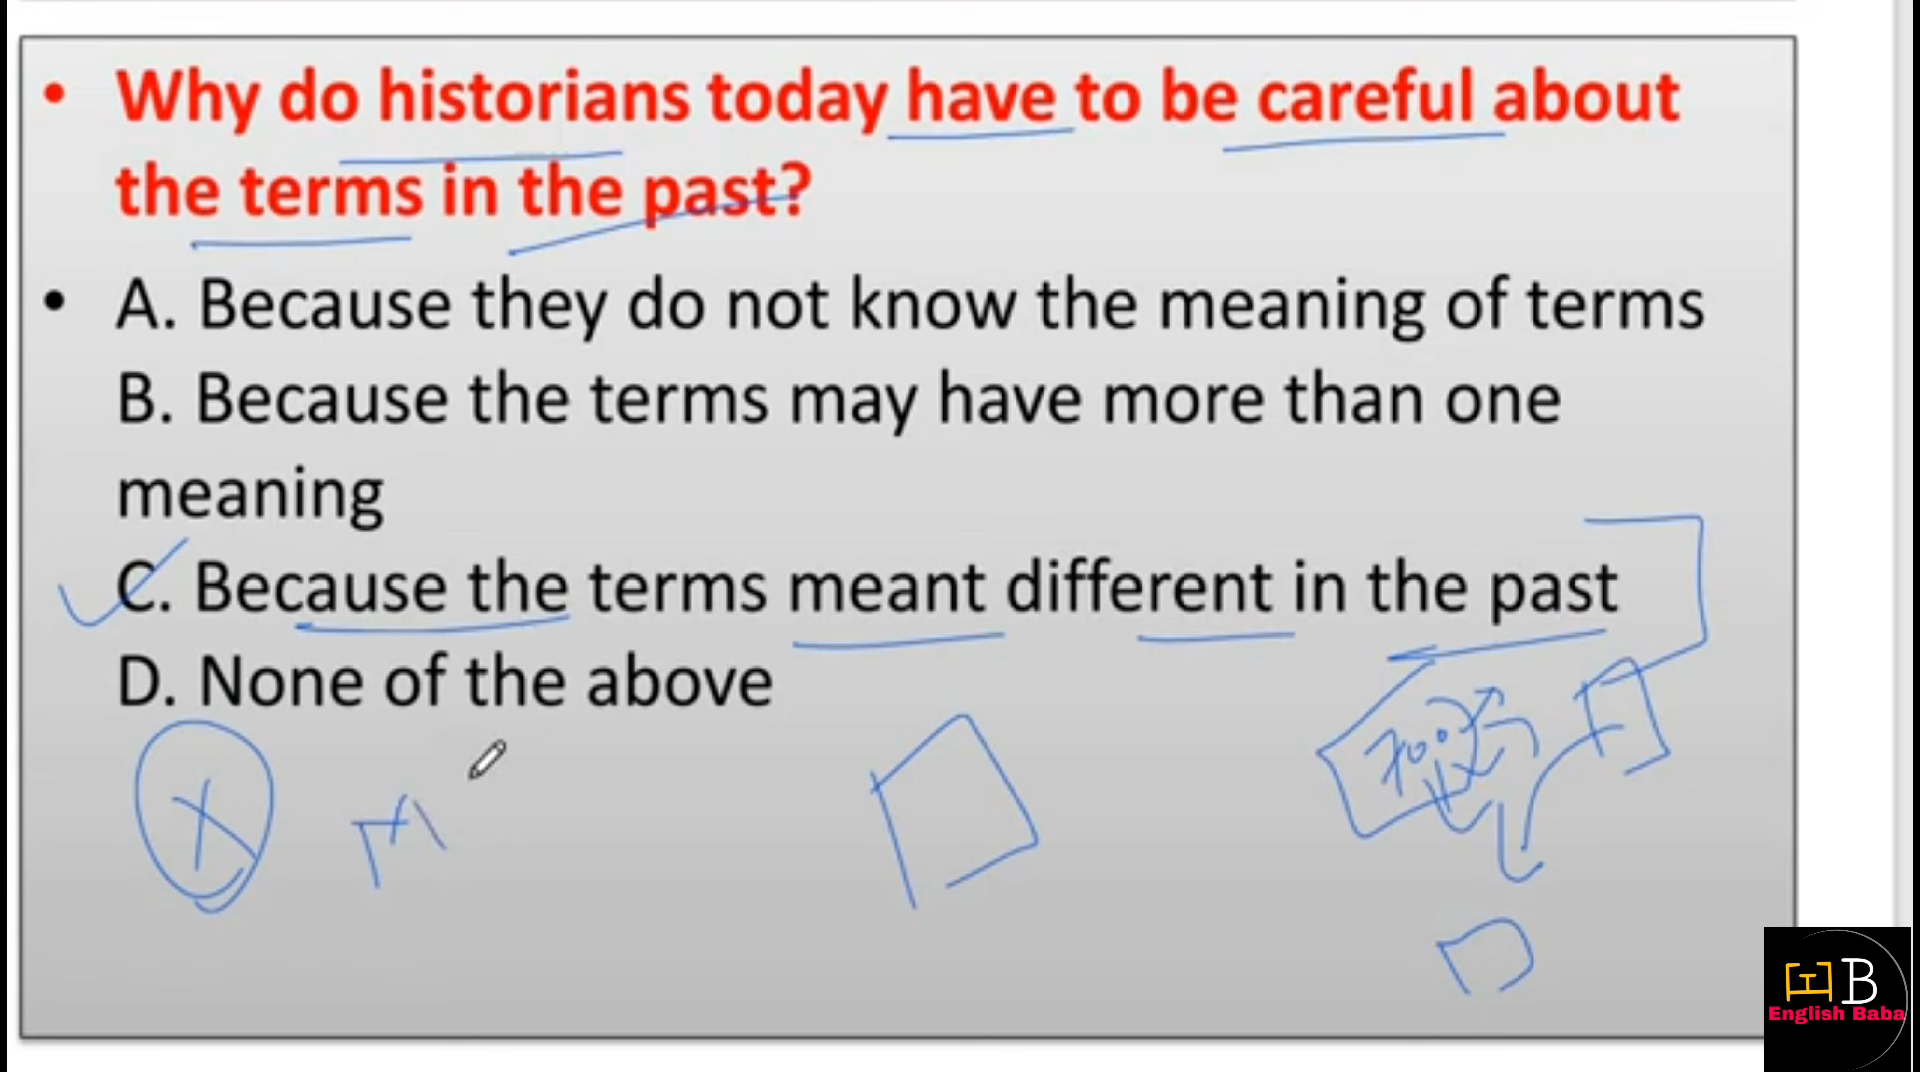 • Why do historians today have to be careful about
the terms in the past?
• A. Because they do not know the meaning of terms
B. Because the terms may have more than one
meaning
C. Because the terms meant different in the past
D. None of the above
B
English Baba